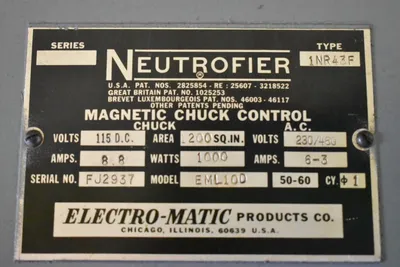 SERIES TYPE
NEUTROFIER 1NR43F
U.S.A. PAT. NOS. 2825854 - RE; 25607 - 3218522
GREAT BRITAIN PAT. NO. 1025253
BREVET LUXEMBOURGEOIS PAT. NOS. 46003 - 46117
OTHER PATENTS PENDING
MAGNETIC CHUCK CONTROL
CHUCK A.C.
VOLTS 115 D.C. AREA 1200 SQ.IN. VOLTS 230/460
AMPS. 8.8 WATTS 1000 AMPS. 6-3
SERIAL NO. FJ2937 MODEL EML10D 50-60 CY. ϕ 1
ELECTRO-MATIC PRODUCTS CO.
CHICAGO, ILLINOIS, 60639 U.S.A.